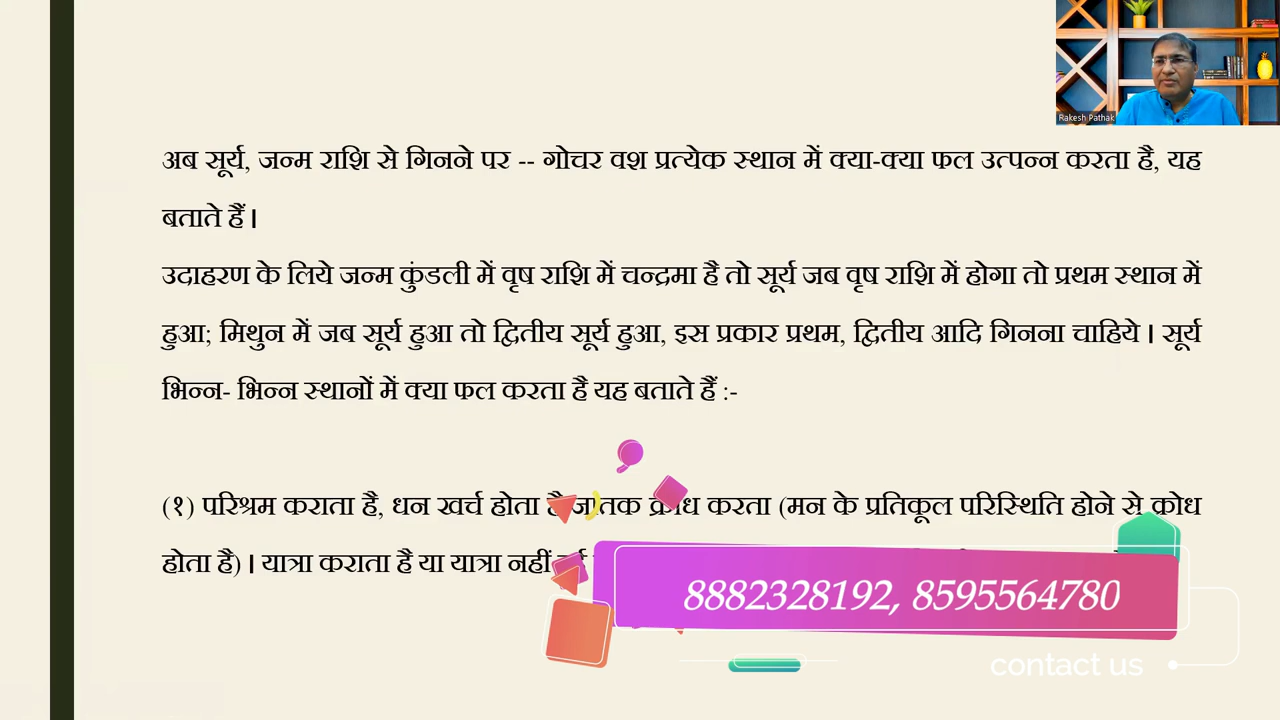 Rakesh Pathak
अब सूर्य, जन्म राशि से गिनने पर -- गोचर वश प्रत्येक स्थान में क्या-क्या फल उत्पन्न करता है, यह
बताते हैं ।
उदाहरण के लिये जन्म कुंडली में वृष राशि में चन्द्रमा है तो सूर्य जब वृष राशि में होगा तो प्रथम स्थान में
हुआ; मिथुन में जब सूर्य हुआ तो द्वितीय सूर्य हुआ, इस प्रकार प्रथम, द्वितीय आदि गिनना चाहिये । सूर्य
भिन्न- भिन्न स्थानों में क्या फल करता है यह बताते हैं :-
(१) परिश्रम कराता है, धन खर्च होता है जातक क्रोध करता (मन के प्रतिकूल परिस्थिति होने से क्रोध
होता है) । यात्रा कराता है या यात्रा नहीं
8882328192, 8595564780
contact us